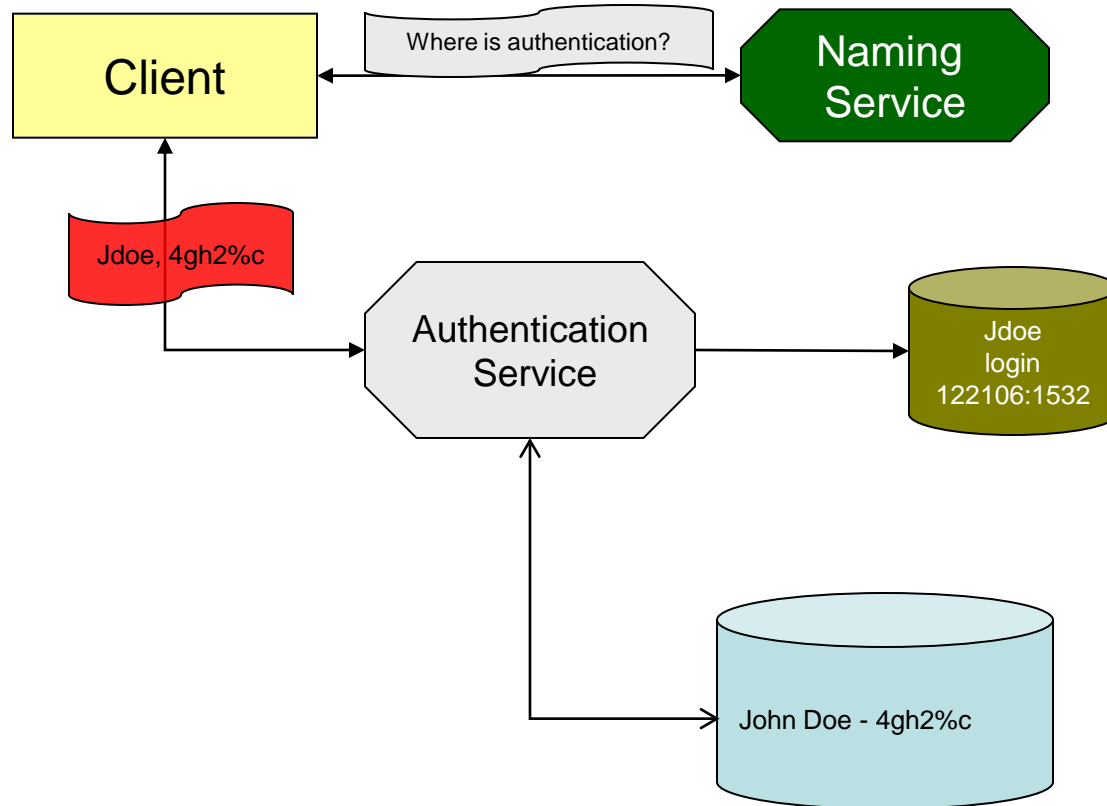 Client
Where is authentication?
Naming
Service
Jdoe, 4gh2%c
Authentication
Service
Jdoe
login
122106:1532
John Doe - 4gh2%c